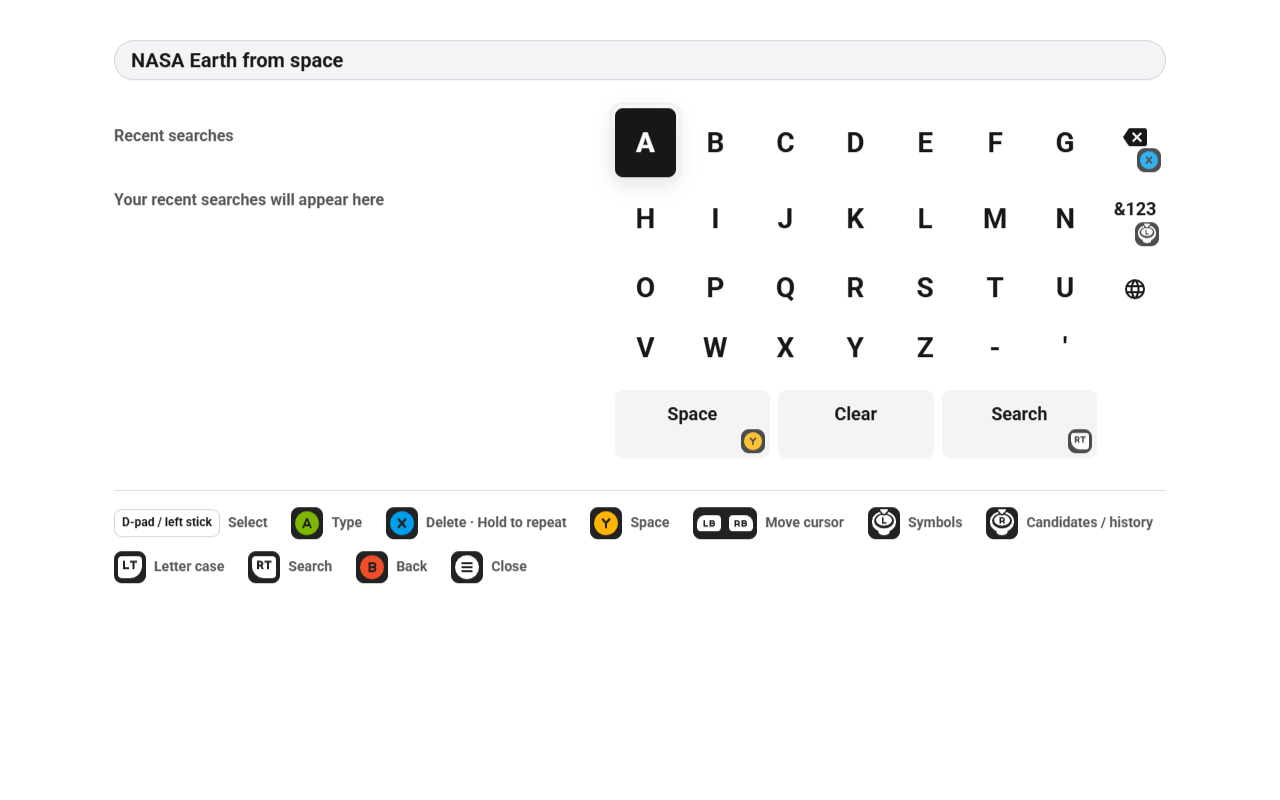 NASA Earth from space
Recent searches
Your recent searches will appear here
A B C D E F G X
H I J K L M N &123 L
O P Q R S T U
V W X Y Z - '
Space Y Clear Search RT
D-pad / left stick Select A Type X Delete · Hold to repeat Y Space LB RB Move cursor L Symbols R Candidates / history
LT Letter case RT Search B Back Close